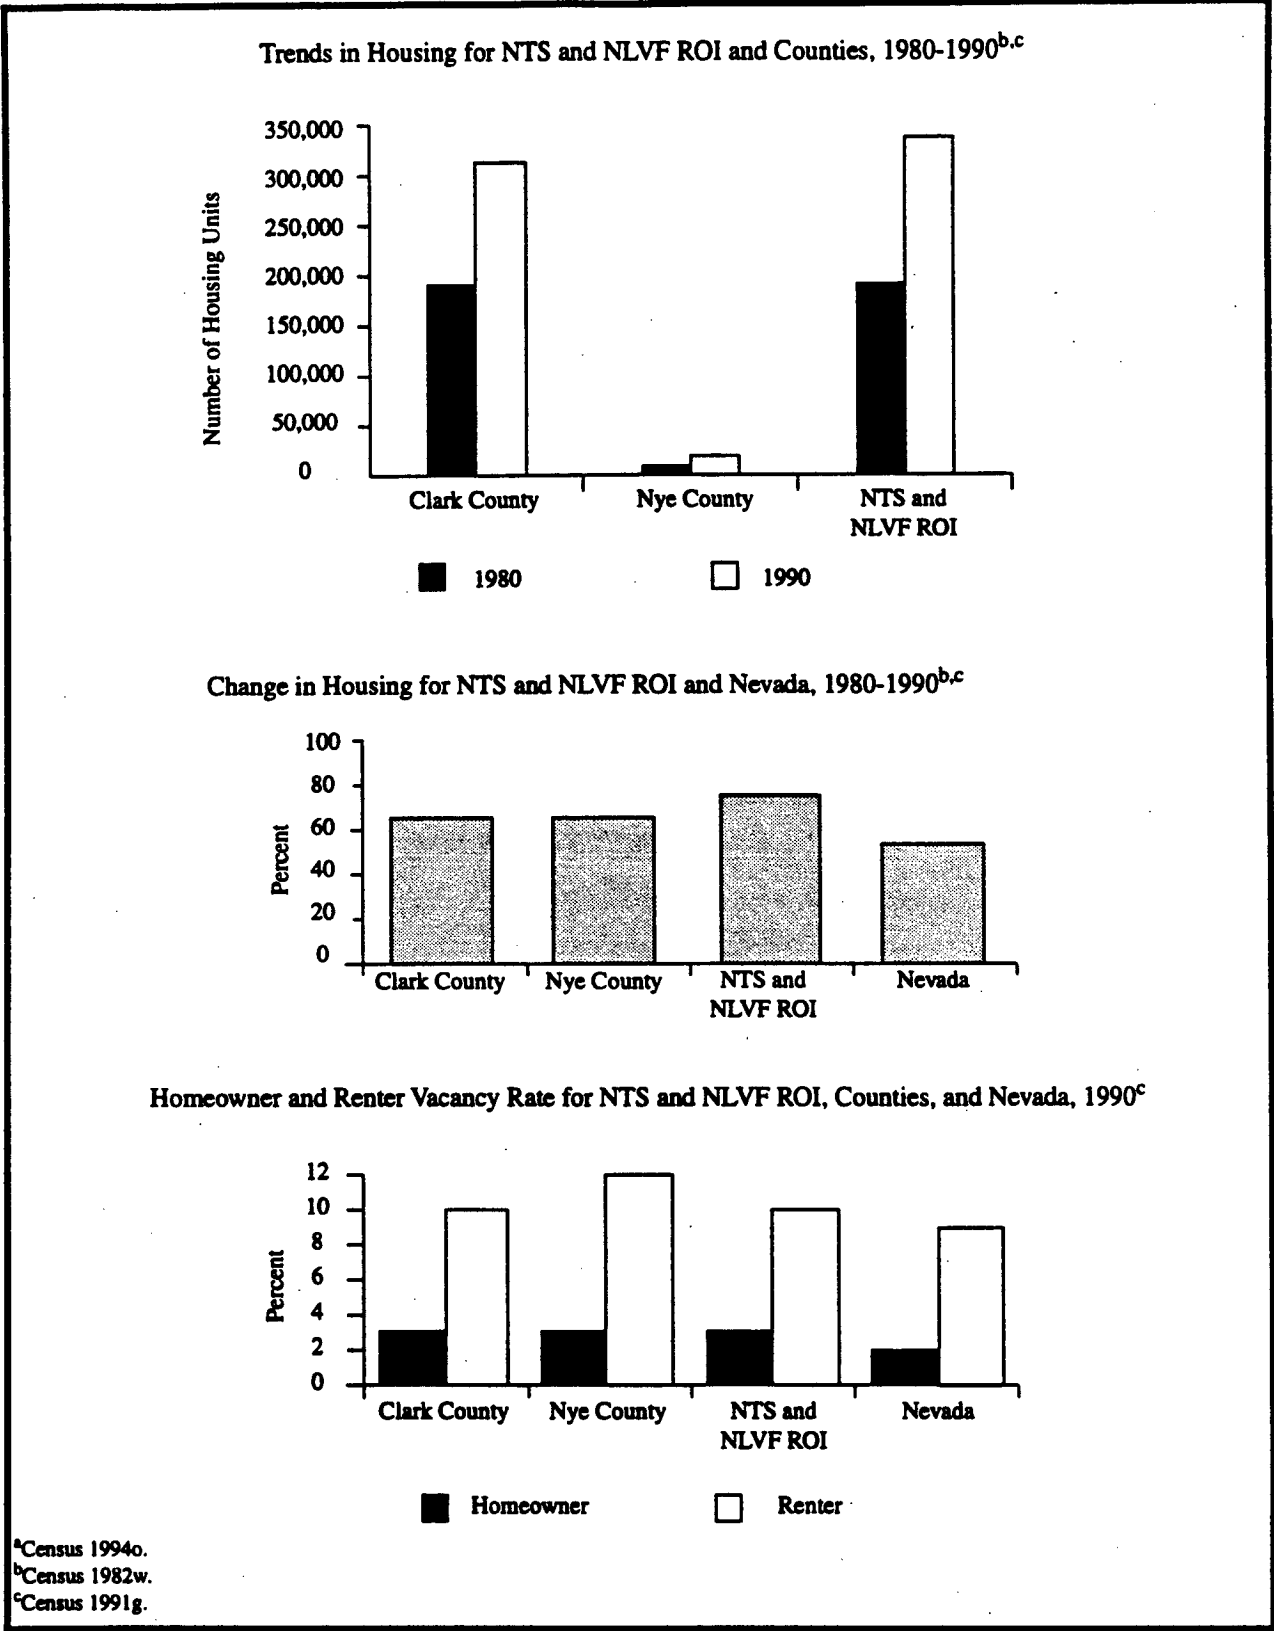 Trends in Housing for NTS and NLVF ROI and Counties, 1980-1990b,c
350,000
300,000
250,000
200,000
150,000
100,000
50,000
0
Number of Housing Units
Clark County
Nye County
NTS and
NLVF ROI
1980
1990
Change in Housing for NTS and NLVF ROI and Nevada, 1980-1990b,c
100
80
60
40
20
0
Percent
Clark County
Nye County
NTS and
NLVF ROI
Nevada
Homeowner and Renter Vacancy Rate for NTS and NLVF ROI, Counties, and Nevada, 1990c
12
10
8
6
4
2
0
Percent
Clark County
Nye County
NTS and
NLVF ROI
Nevada
Homeowner
Renter
aCensus 1994o.
bCensus 1982w.
cCensus 1991g.